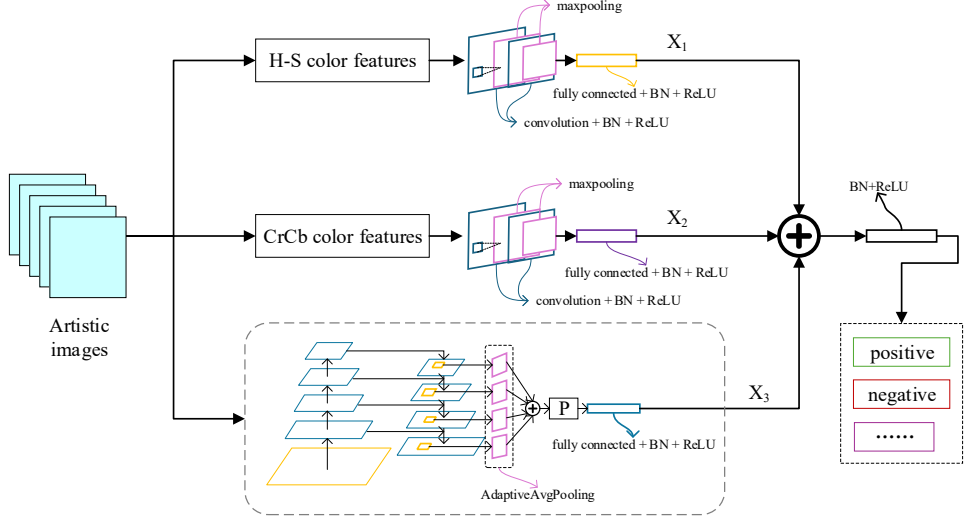 maxpooling
H-S color features
X1
fully connected + BN + ReLU
convolution + BN + ReLU
maxpooling
CrCb color features
X2
BN+ReLU
fully connected + BN + ReLU
convolution + BN + ReLU
Artistic
images
positive
negative
......
X3
P
fully connected + BN + ReLU
AdaptiveAvgPooling